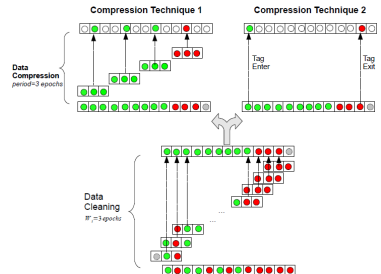 Compression Technique 1
Compression Technique 2
Data
Compression
period=3 epochs
Tag
Enter
Tag
Exit
Data
Cleaning
=3 epochs
...
...